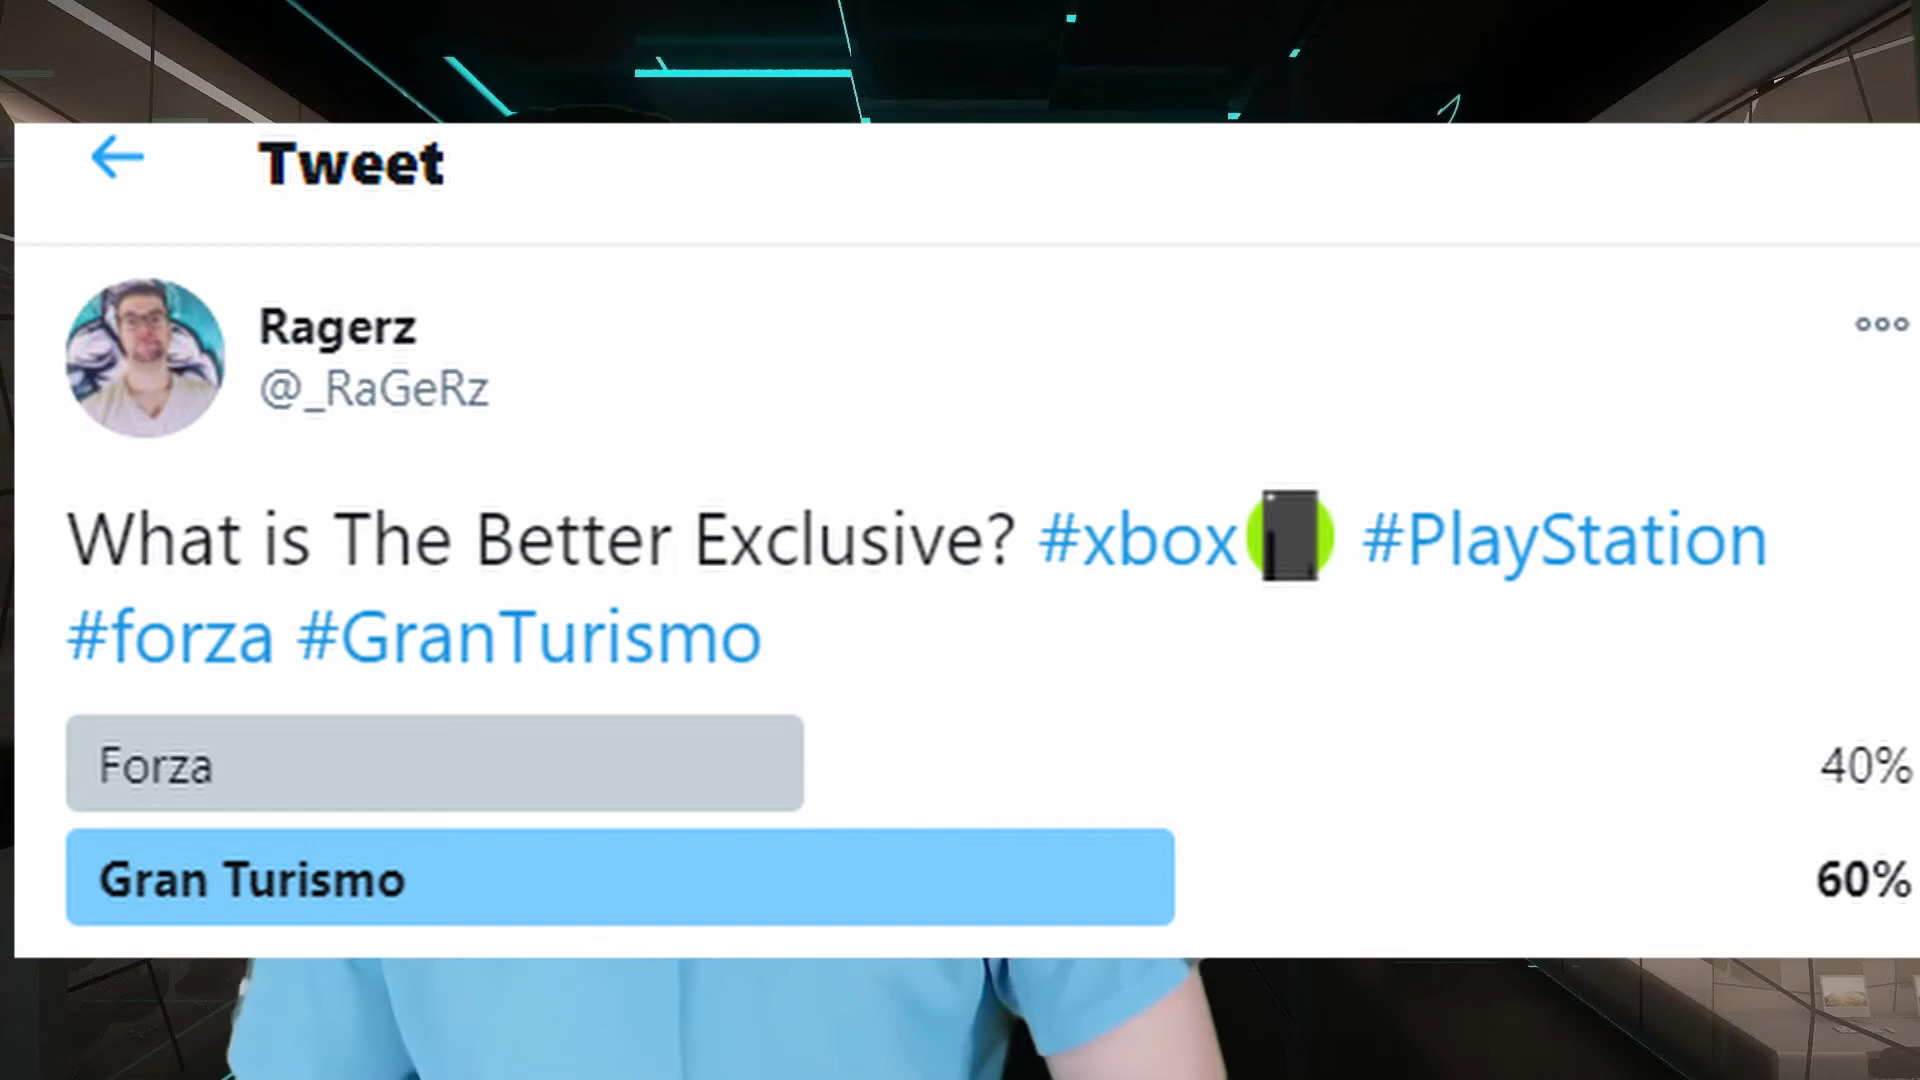 Tweet
Ragerz
@_RaGeRz
What is The Better Exclusive? #xbox #PlayStation
#forza #GranTurismo
Forza 40%
Gran Turismo 60%